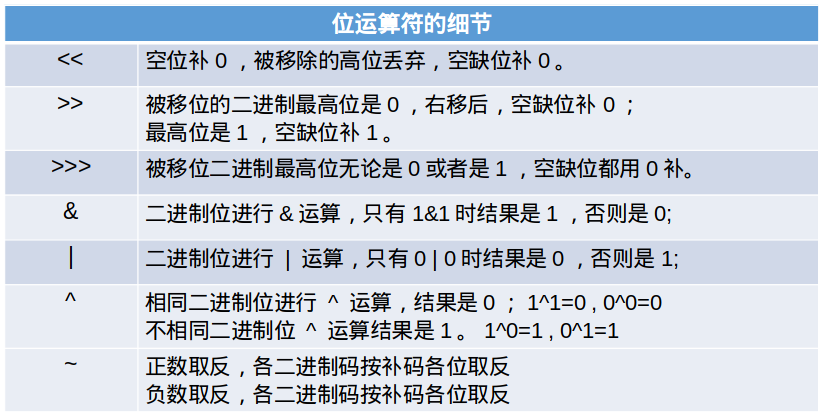 位运算符的细节
<< 空位补 0 ，被移除的高位丢弃，空缺位补 0 。
>> 被移位的二进制最高位是 0 ，右移后，空缺位补 0 ；
最高位是 1 ，空缺位补 1 。
>>> 被移位二进制最高位无论是 0 或者是 1 ，空缺位都用 0 补。
& 二进制位进行 & 运算，只有 1&1 时结果是 1 ，否则是 0;
| 二进制位进行 | 运算，只有 0 | 0 时结果是 0 ，否则是 1;
^ 相同二进制位进行 ^ 运算，结果是 0 ； 1^1=0 , 0^0=0
不相同二进制位 ^ 运算结果是 1 。 1^0=1 , 0^1=1
~ 正数取反，各二进制码按补码各位取反
负数取反，各二进制码按补码各位取反